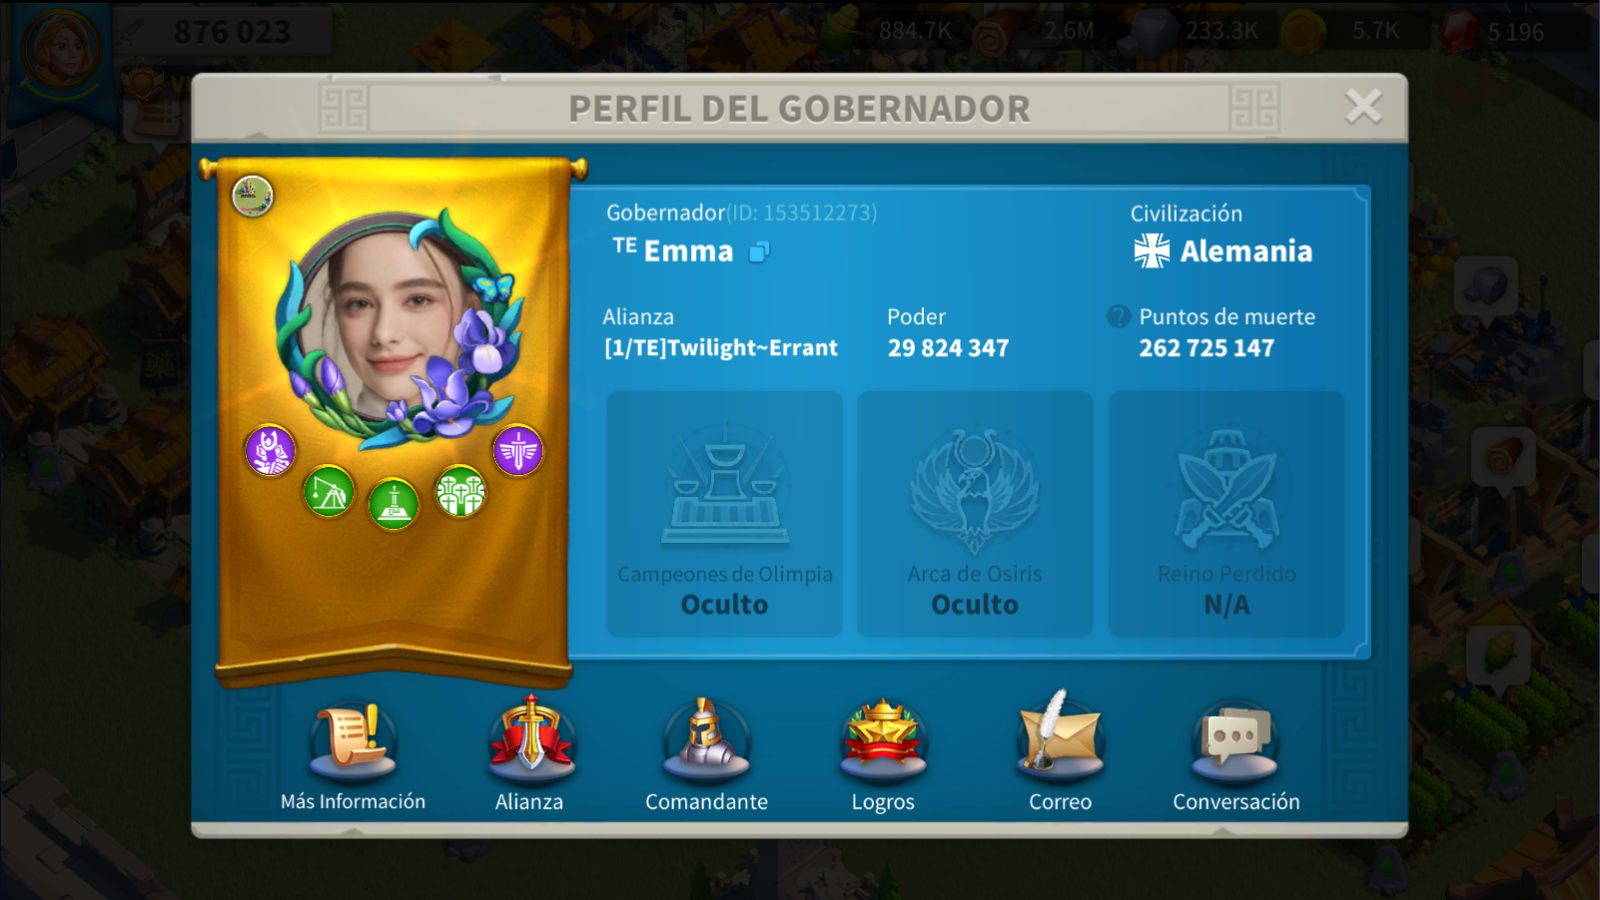 876 023
884.7K
2.6M
233.3K
5.7K
5 196
PERFIL DEL GOBERNADOR
Gobernador(ID: 153512273)
Civilización
TE Emma
Alemania
Alianza
Poder
? Puntos de muerte
[1/TE]Twilight~Errant
29 824 347
262 725 147
Campeones de Olimpia
Arca de Osiris
Reino Perdido
Oculto
Oculto
N/A
Más Información
Alianza
Comandante
Logros
Correo
Conversación